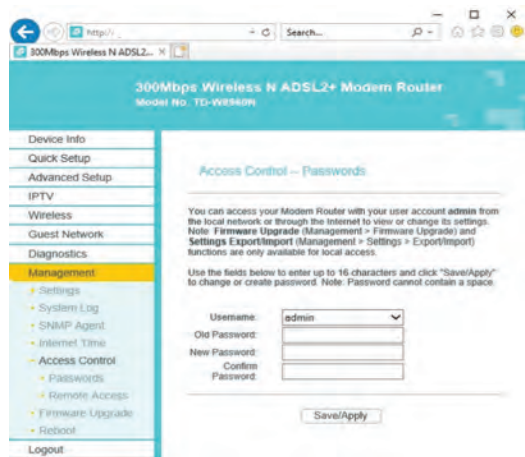 http://
Search...
300Mbps Wireless N ADSL2...
300Mbps Wireless N ADSL2+ Modem Router
Model No. TD-W8960N
Device Info
Quick Setup
Advanced Setup
IPTV
Wireless
Guest Network
Diagnostics
Management
Settings
System Log
SNMP Agent
Internet Time
Access Control
Passwords
Remote Access
Firmware Upgrade
Reboot
Logout
Access Control -- Passwords
You can access your Modem Router with your user account admin from
the local network or through the Internet to view or change its settings.
Note: Firmware Upgrade (Management > Firmware Upgrade) and
Settings Export/Import (Management > Settings > Export/Import)
functions are only available for local access.
Use the fields below to enter up to 16 characters and click "Save/Apply"
to change or create password. Note: Password cannot contain a space.
Username: admin
Old Password:
New Password:
Confirm
Password:
Save/Apply